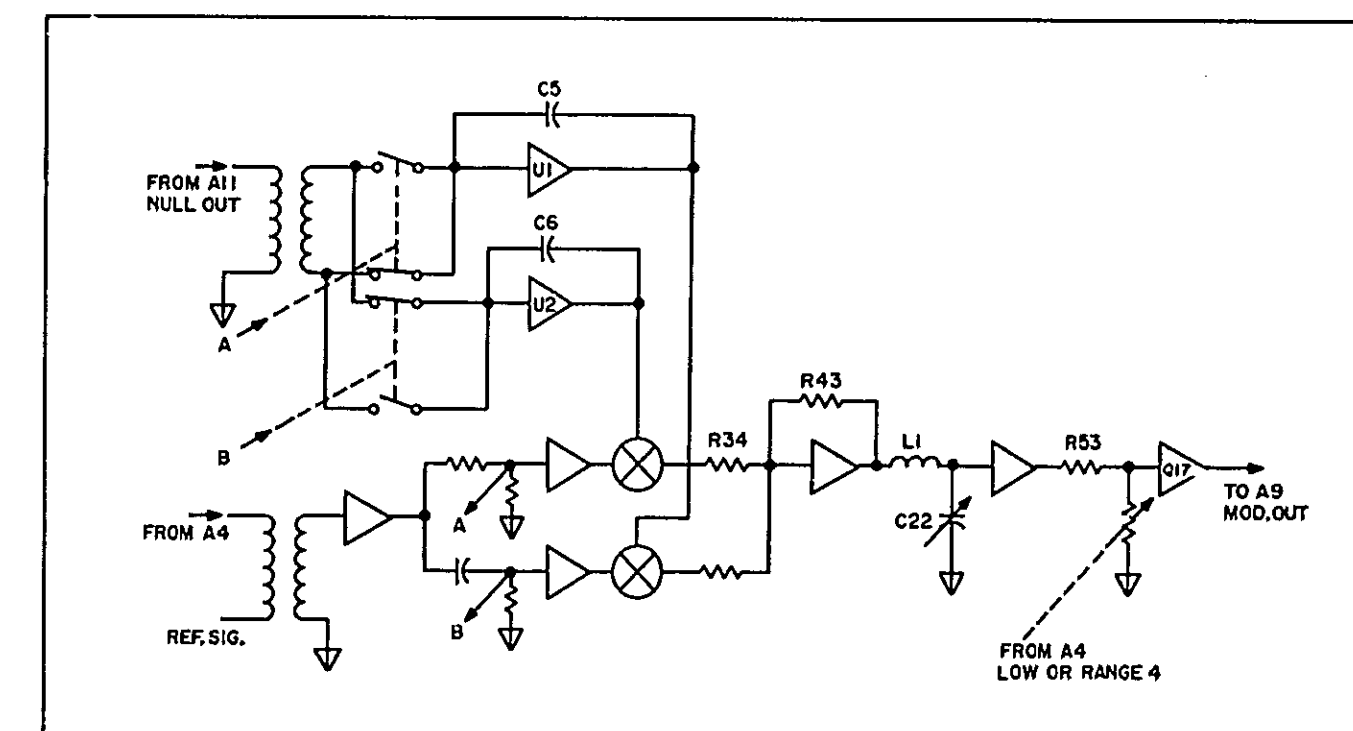 C5
FROM A11
NULL OUT
U1
C6
U2
A
B
R43
R34
L1
R53
Q17
TO A9
MOD.OUT
A
C22
FROM A4
B
REF.SIG.
FROM A4
LOW OR RANGE 4